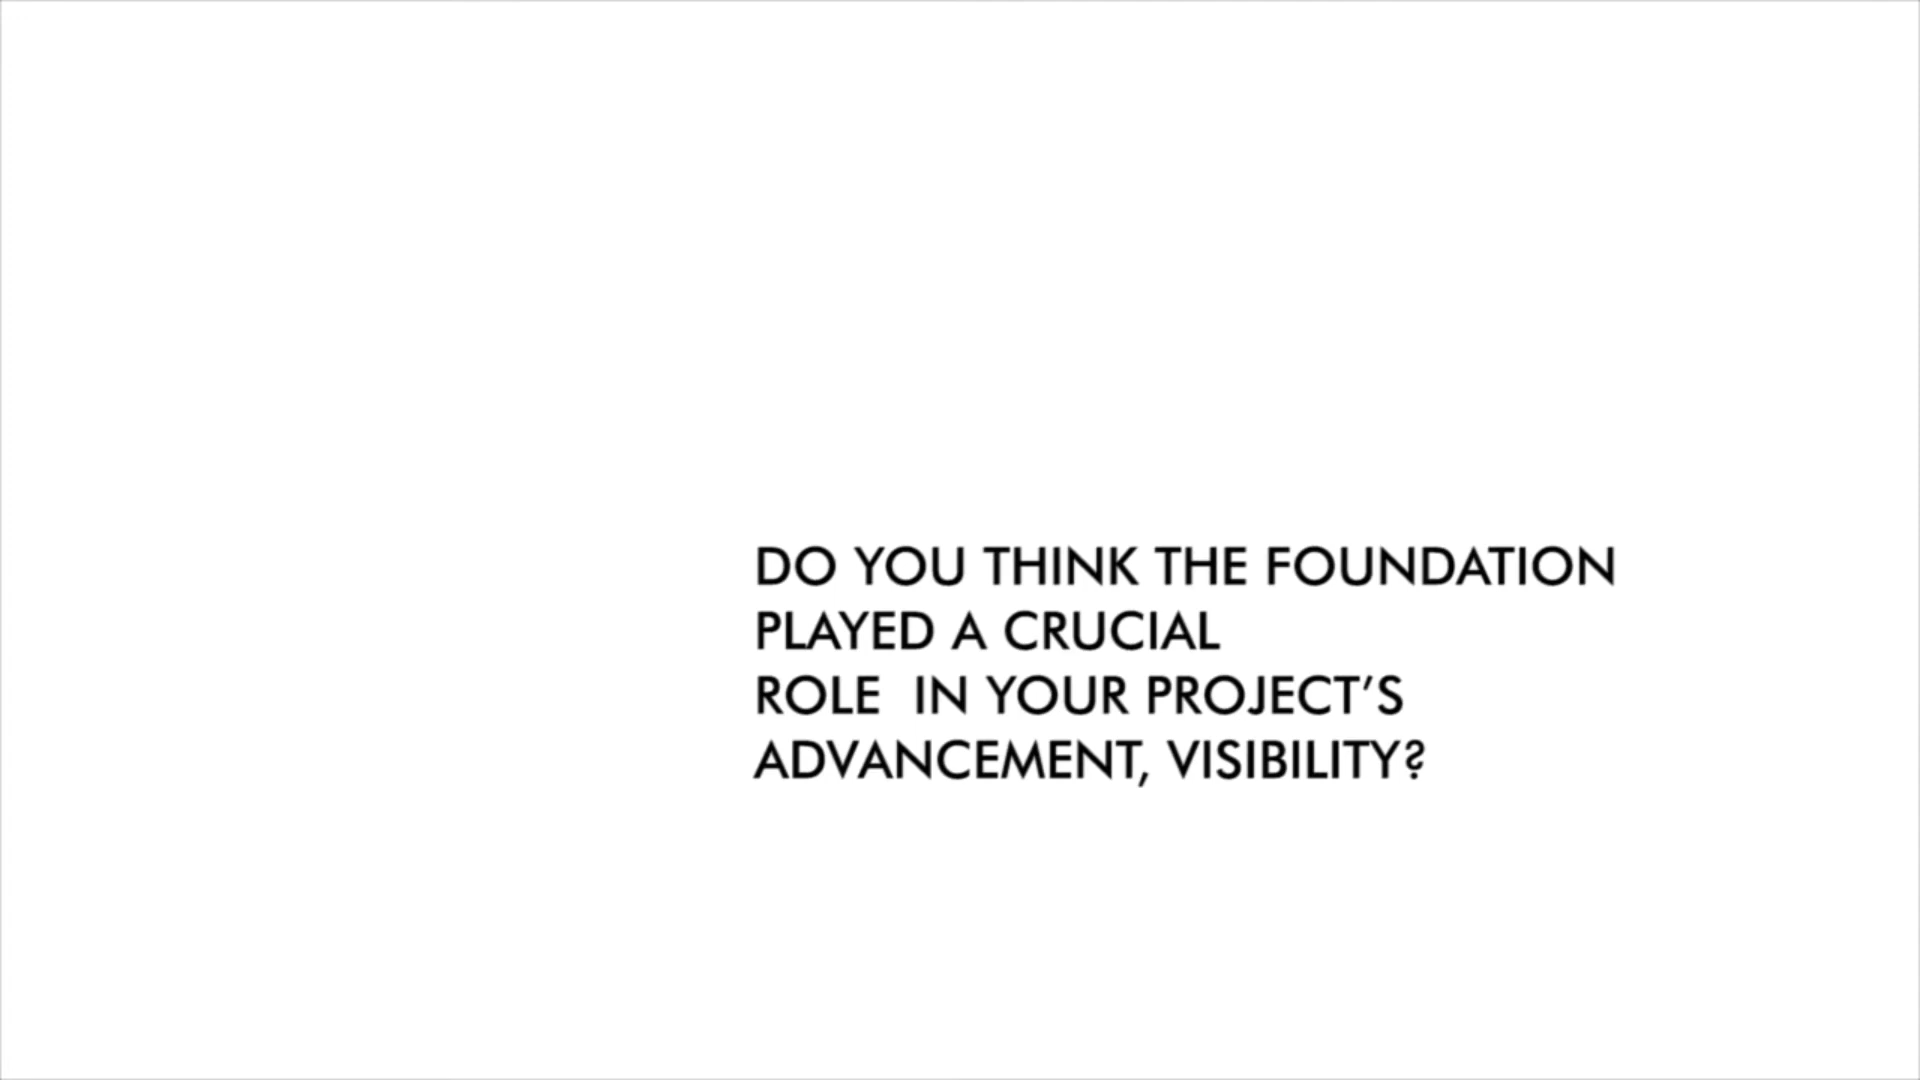 DO YOU THINK THE FOUNDATION
PLAYED A CRUCIAL
ROLE  IN YOUR PROJECT’S
ADVANCEMENT, VISIBILITY?